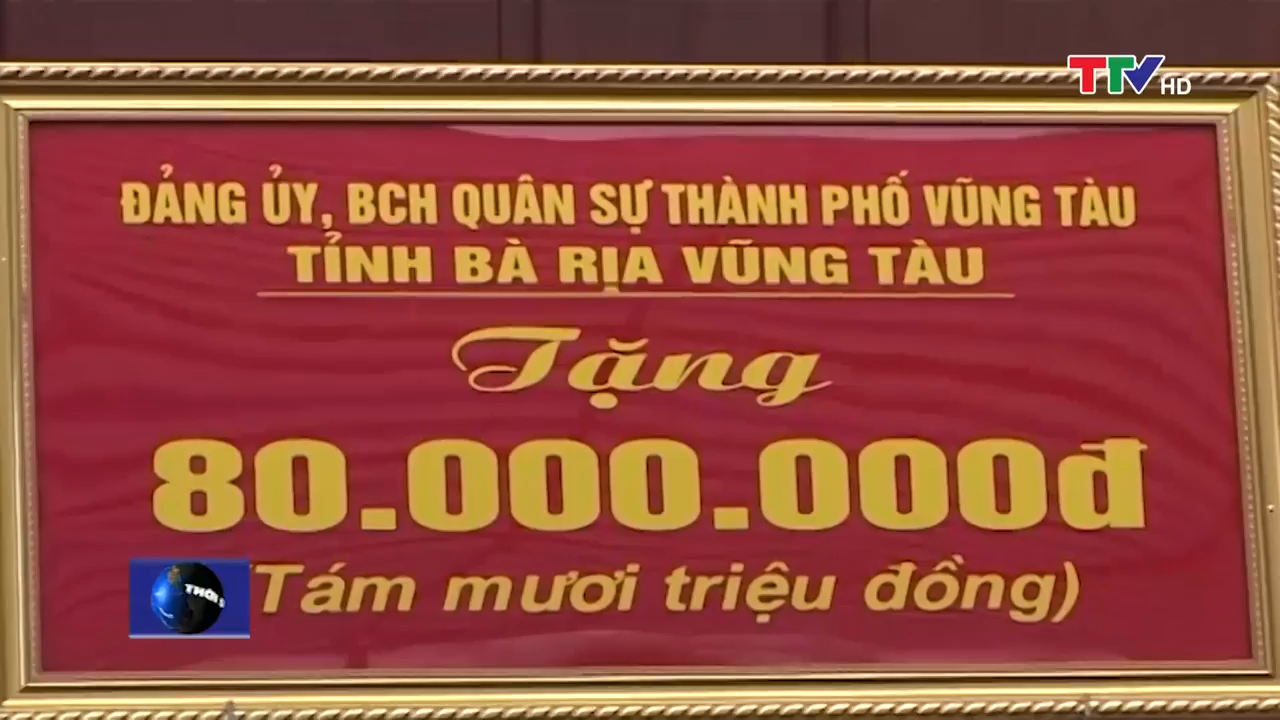 TTV HD
ĐẢNG ỦY, BCH QUÂN SỰ THÀNH PHỐ VŨNG TÀU
TỈNH BÀ RỊA VŨNG TÀU
Tặng
80.000.000đ
(Tám mươi triệu đồng)